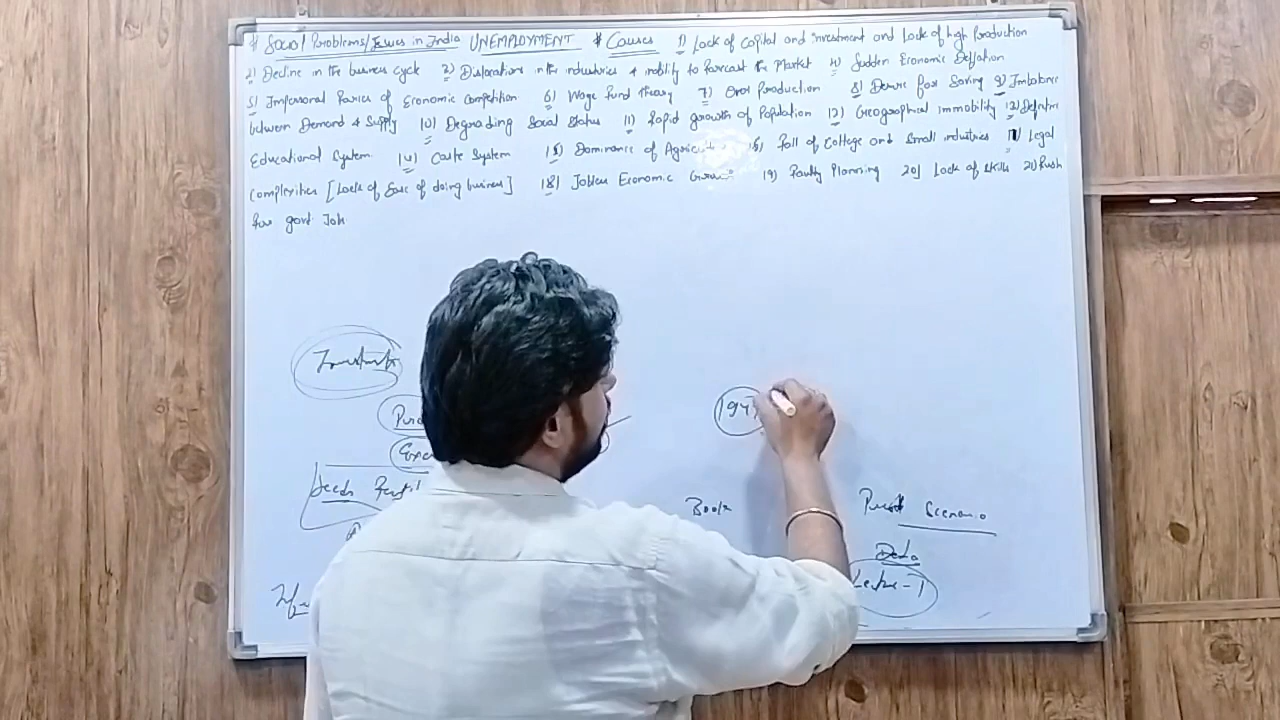 # Social Problems/Issues in India UNEMPLOYMENT # Causes 1) Lack of Capital and investment and Lack of high Production
2) Decline in the business cycle 3) Dislocations in the industries & inability to forecast the Market 4) Sudden Economic Deflation
5) Impersonal Forces of Economic competition 6) Wage fund theory 7) Over Production 8) Desire for Saving 9) Imbalance
between Demand & Supply 10) Degrading Social Status 11) Rapid growth of Population 12) Geographical immobility 13) Defective
Educational System 14) Caste System 15) Dominance of 16) Fall of Cottage and Small industries 17) Legal
Complexities [Lack of Ease of doing business] 18) Jobless Economic 19) Faulty Planning 20) Lack of Skills 21) Rush
for govt Job
194
Seeds
Book
Scenario
Data
Lecture-1